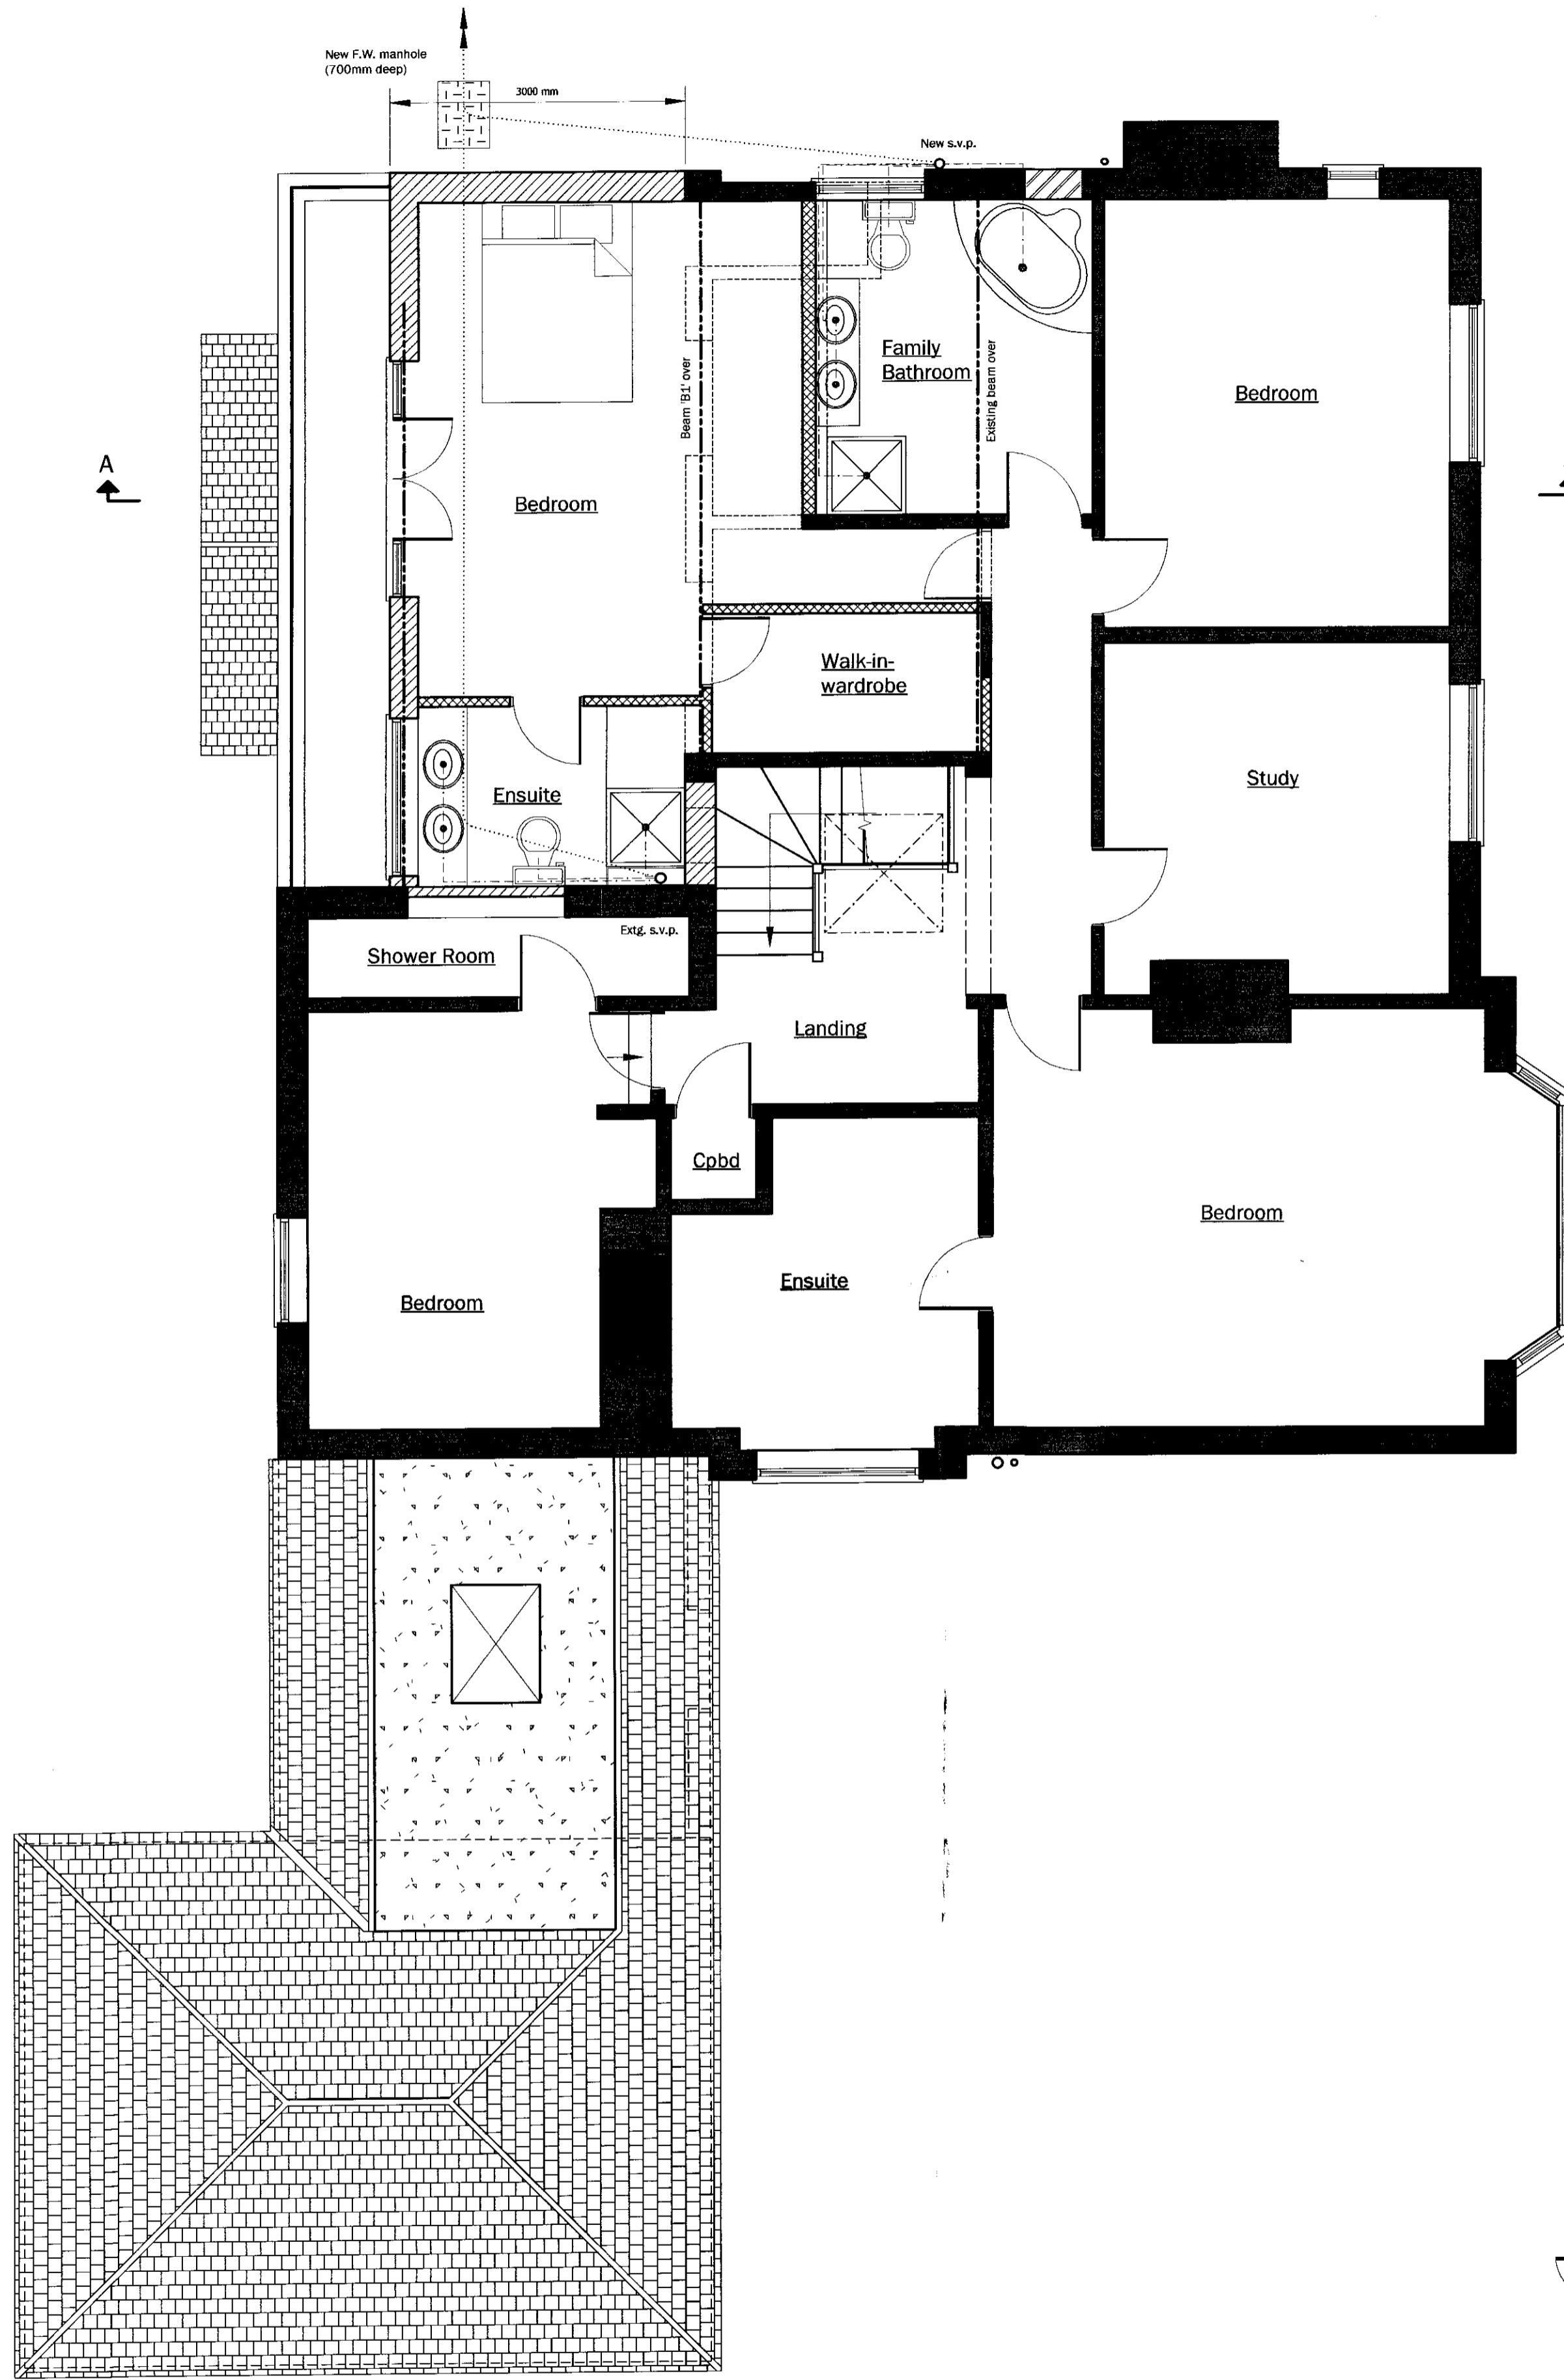 New F.W. manhole
(700mm deep)
3000 mm
New s.v.p.
Family
Bathroom
Beam 'B1' over
Existing beam over
Bedroom
A
Bedroom
Walk-in-
wardrobe
Study
Ensuite
Extg. s.v.p.
Shower Room
Landing
Cpbd
Bedroom
Ensuite
Bedroom